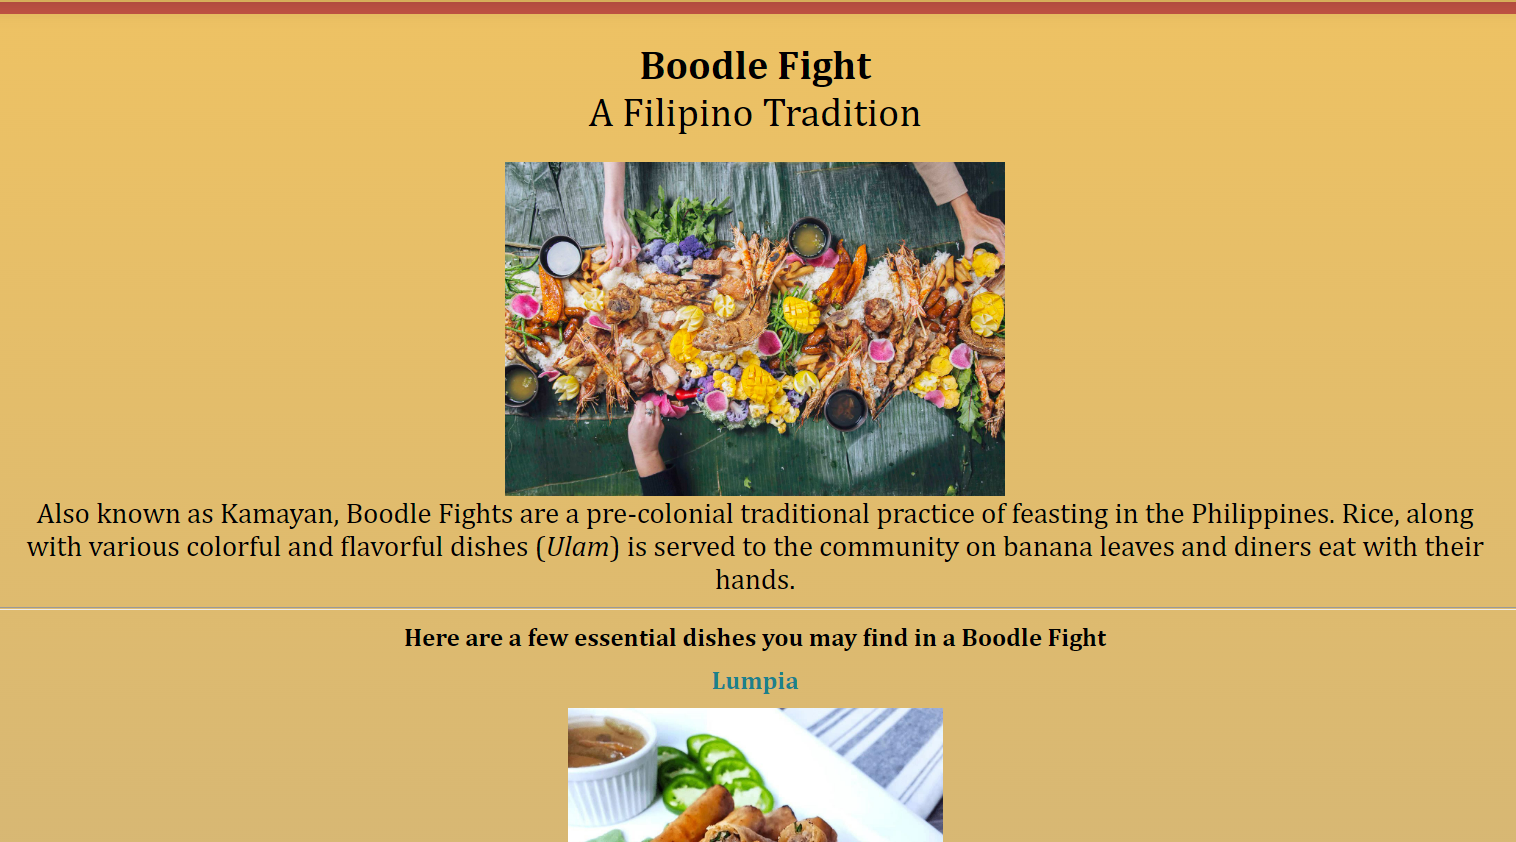 Boodle Fight
A Filipino Tradition
Also known as Kamayan, Boodle Fights are a pre-colonial traditional practice of feasting in the Philippines. Rice, along
with various colorful and flavorful dishes (Ulam) is served to the community on banana leaves and diners eat with their
hands.
Here are a few essential dishes you may find in a Boodle Fight
Lumpia